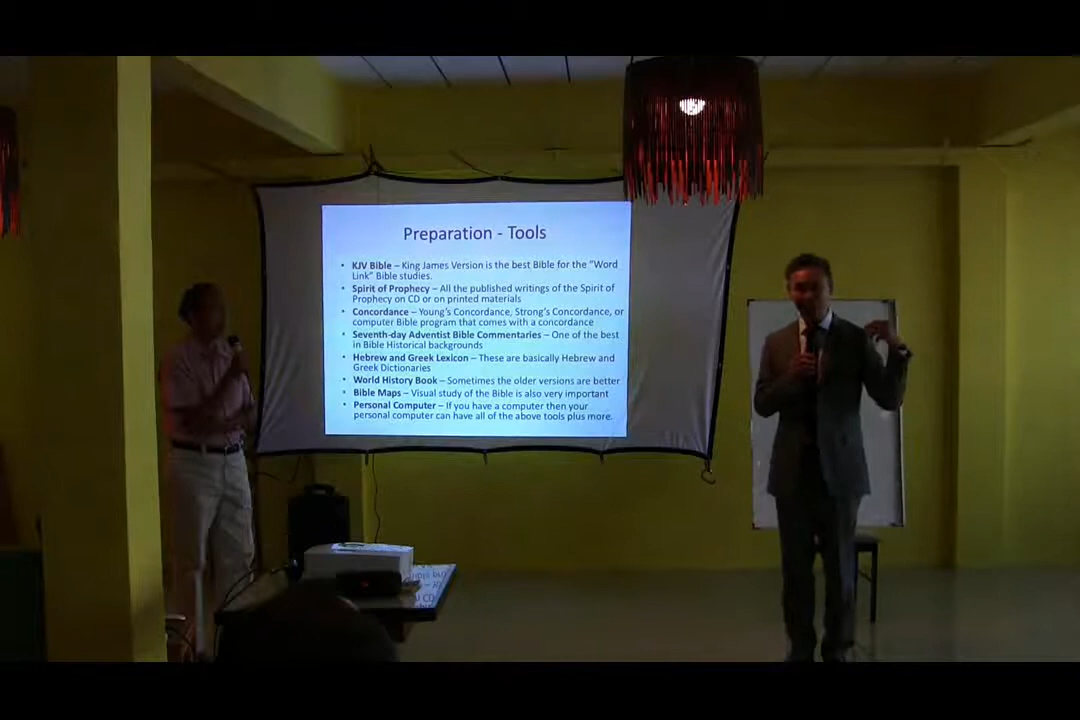 Preparation - Tools
• KJV Bible – King James Version is the best Bible for the "Word
Link" Bible studies.
• Spirit of Prophecy – All the published writings of the Spirit of
Prophecy on CD or on printed materials
• Concordance – Young's Concordance, Strong's Concordance, or
computer Bible program that comes with a concordance
• Seventh-day Adventist Bible Commentaries – One of the best
in Bible Historical backgrounds
• Hebrew and Greek Lexicon – These are basically Hebrew and
Greek Dictionaries
• World History Book – Sometimes the older versions are better
• Bible Maps – Visual study of the Bible is also very important
• Personal Computer – If you have a computer then your
personal computer can have all of the above tools plus more.